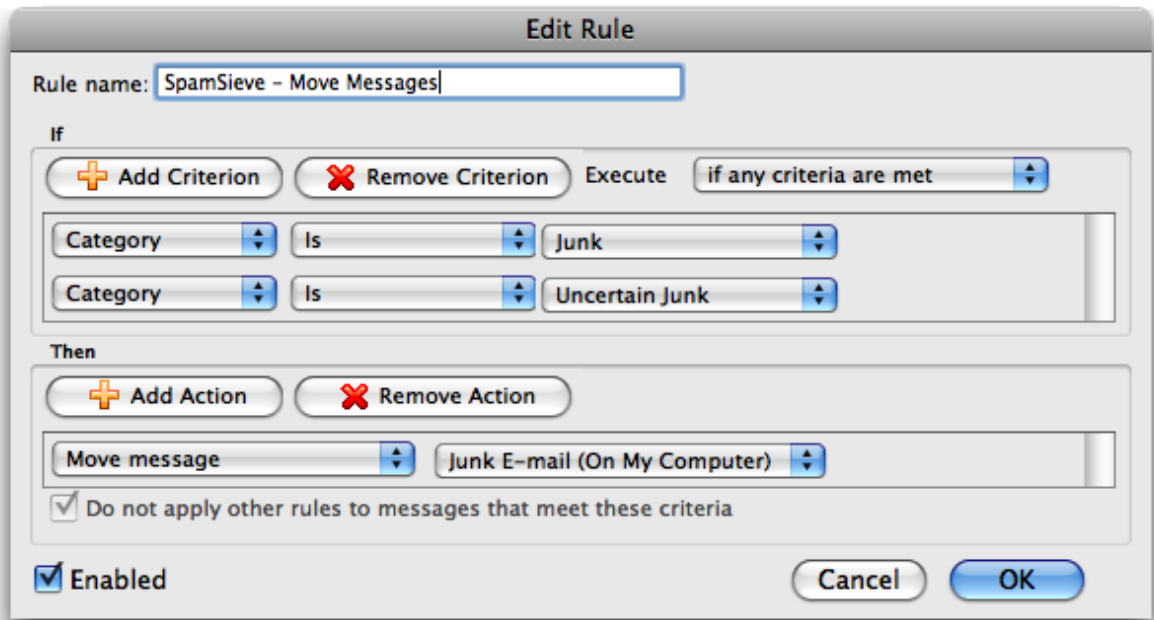 Edit Rule
Rule name: SpamSieve – Move Messages
If
Add Criterion Remove Criterion Execute if any criteria are met
Category Is Junk
Category Is Uncertain Junk
Then
Add Action Remove Action
Move message Junk E-mail (On My Computer)
Do not apply other rules to messages that meet these criteria
Enabled Cancel OK